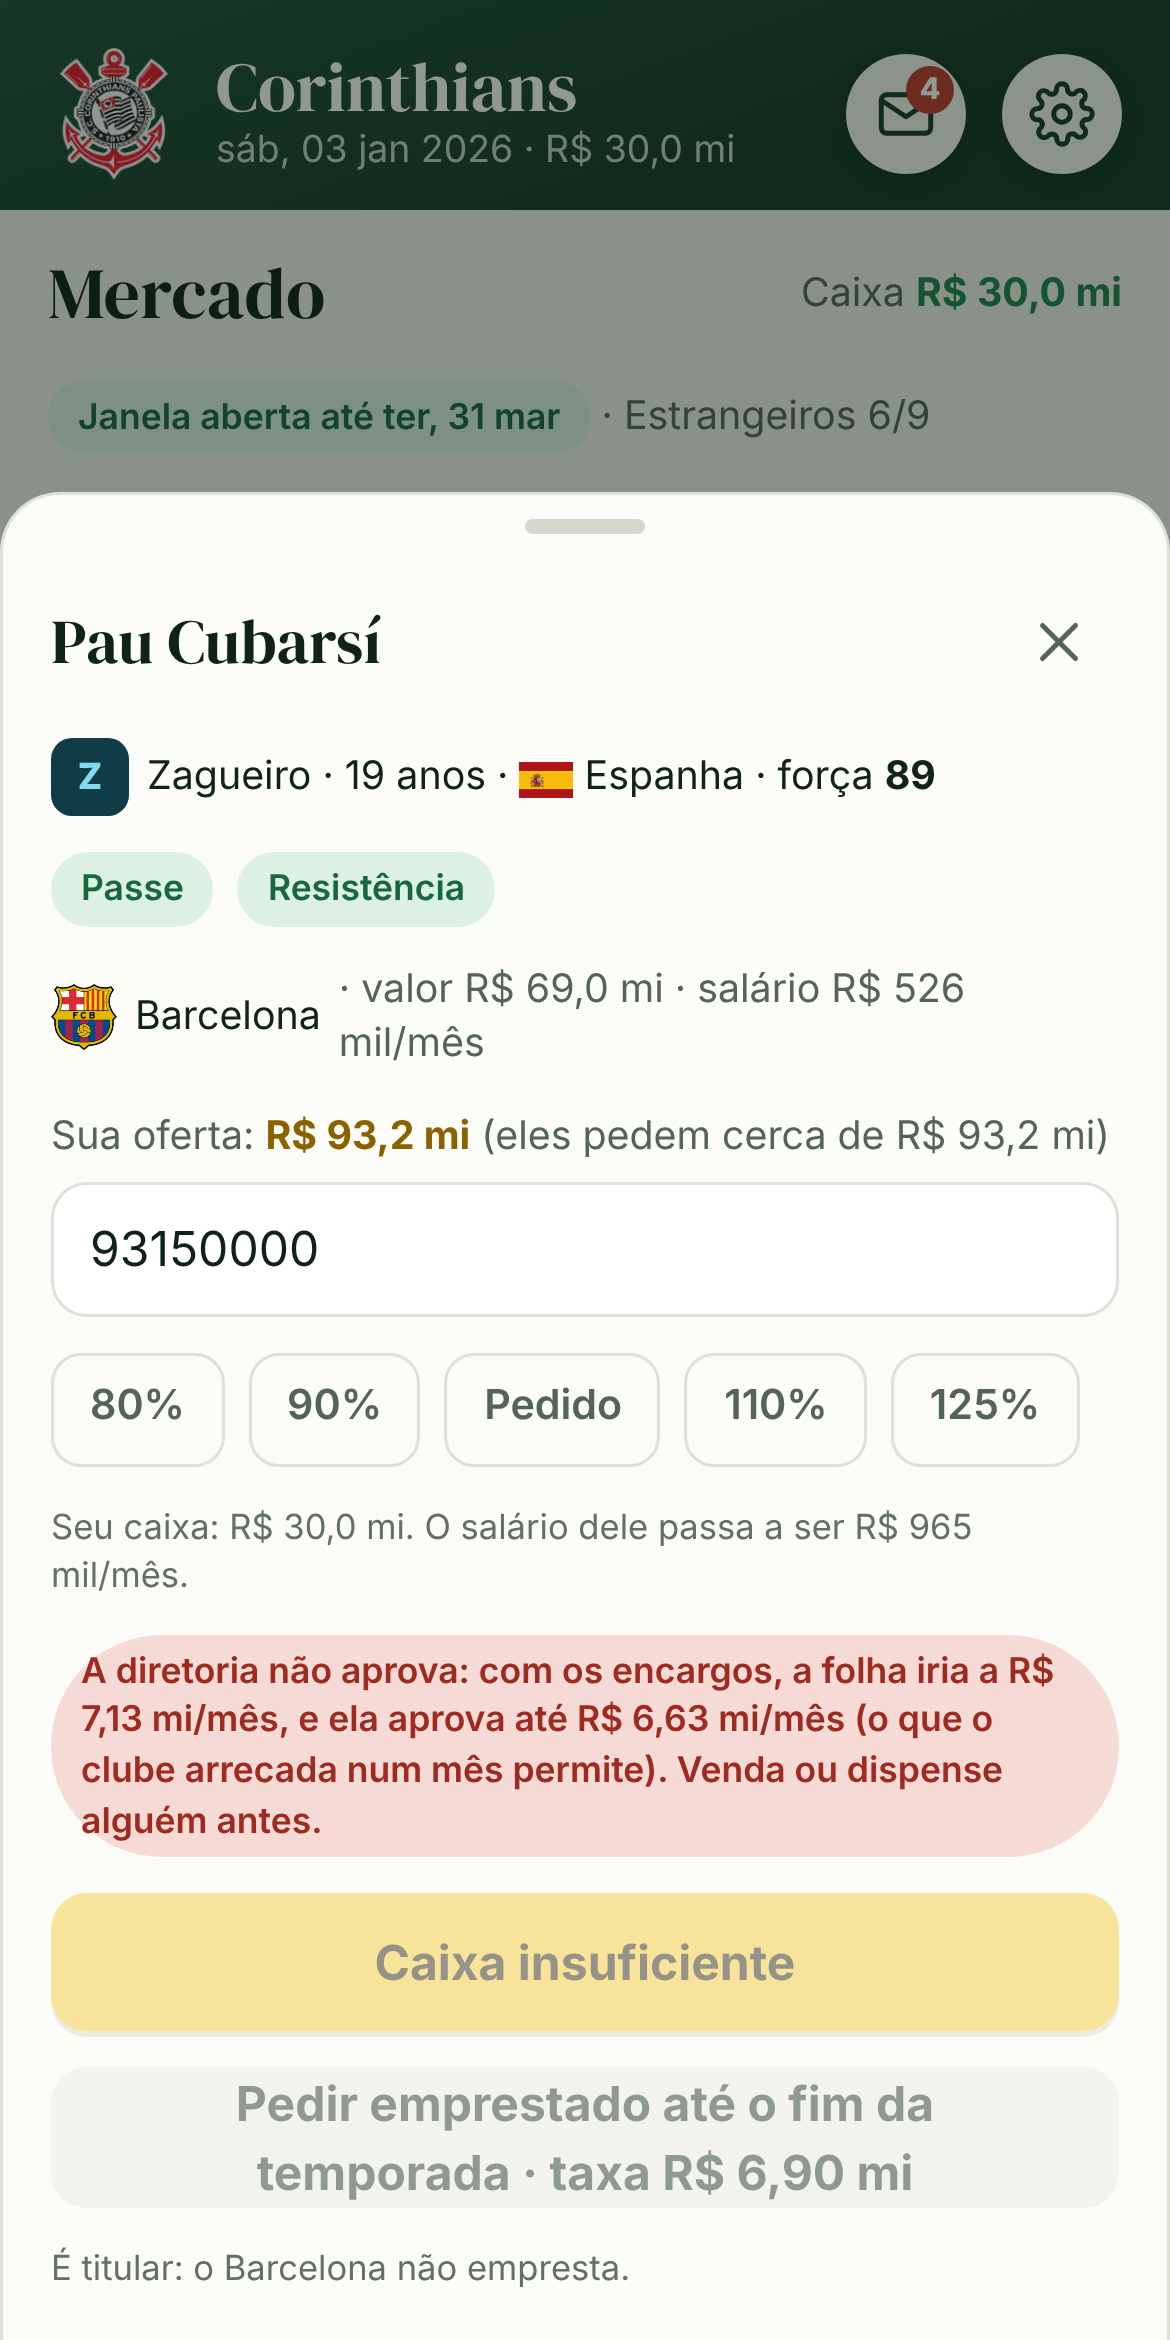 Corinthians
sáb, 03 jan 2026 · R$ 30,0 mi
4
Mercado
Caixa R$ 30,0 mi
Janela aberta até ter, 31 mar · Estrangeiros 6/9
Pau Cubarsí
Z Zagueiro · 19 anos · Espanha · força 89
Passe Resistência
FCB
Barcelona · valor R$ 69,0 mi · salário R$ 526
mil/mês
Sua oferta: R$ 93,2 mi (eles pedem cerca de R$ 93,2 mi)
93150000
80% 90% Pedido 110% 125%
Seu caixa: R$ 30,0 mi. O salário dele passa a ser R$ 965
mil/mês.
A diretoria não aprova: com os encargos, a folha iria a R$
7,13 mi/mês, e ela aprova até R$ 6,63 mi/mês (o que o
clube arrecada num mês permite). Venda ou dispense
alguém antes.
Caixa insuficiente
Pedir emprestado até o fim da
temporada · taxa R$ 6,90 mi
É titular: o Barcelona não empresta.